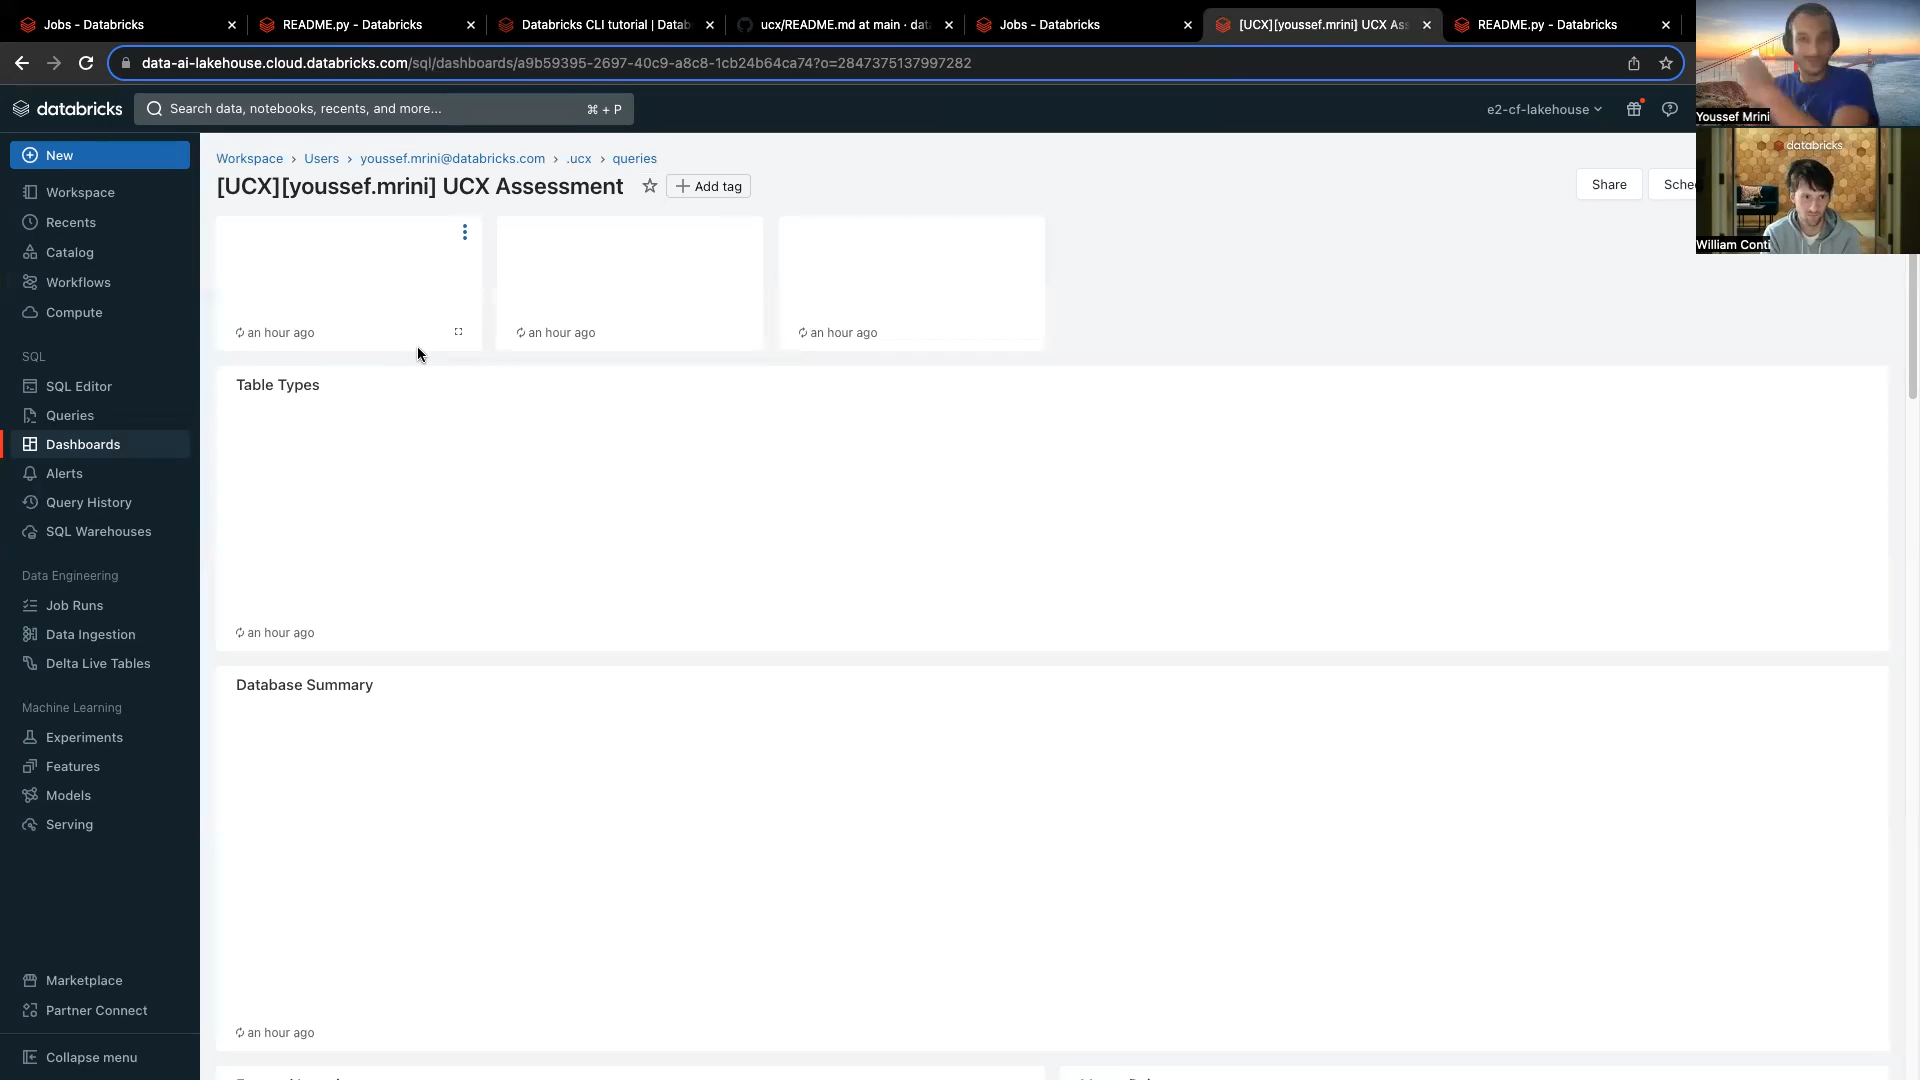 Jobs - Databricks
README.py - Databricks
Databricks CLI tutorial | Datab
ucx/README.md at main · dat
Jobs - Databricks
[UCX][youssef.mrini] UCX Ass
README.py - Databricks
data-ai-lakehouse.cloud.databricks.com/sql/dashboards/a9b59395-2697-40c9-a8c8-1cb24b64ca74?o=2847375137997282
databricks
Search data, notebooks, recents, and more...
⌘ + P
e2-cf-lakehouse
Youssef Mrini
databricks
William Conti
New
Workspace
Recents
Catalog
Workflows
Compute
SQL
SQL Editor
Queries
Dashboards
Alerts
Query History
SQL Warehouses
Data Engineering
Job Runs
Data Ingestion
Delta Live Tables
Machine Learning
Experiments
Features
Models
Serving
Marketplace
Partner Connect
Collapse menu
Workspace › Users › youssef.mrini@databricks.com › .ucx › queries
[UCX][youssef.mrini] UCX Assessment
Add tag
Share
Sche
an hour ago
an hour ago
an hour ago
Table Types
an hour ago
Database Summary
an hour ago